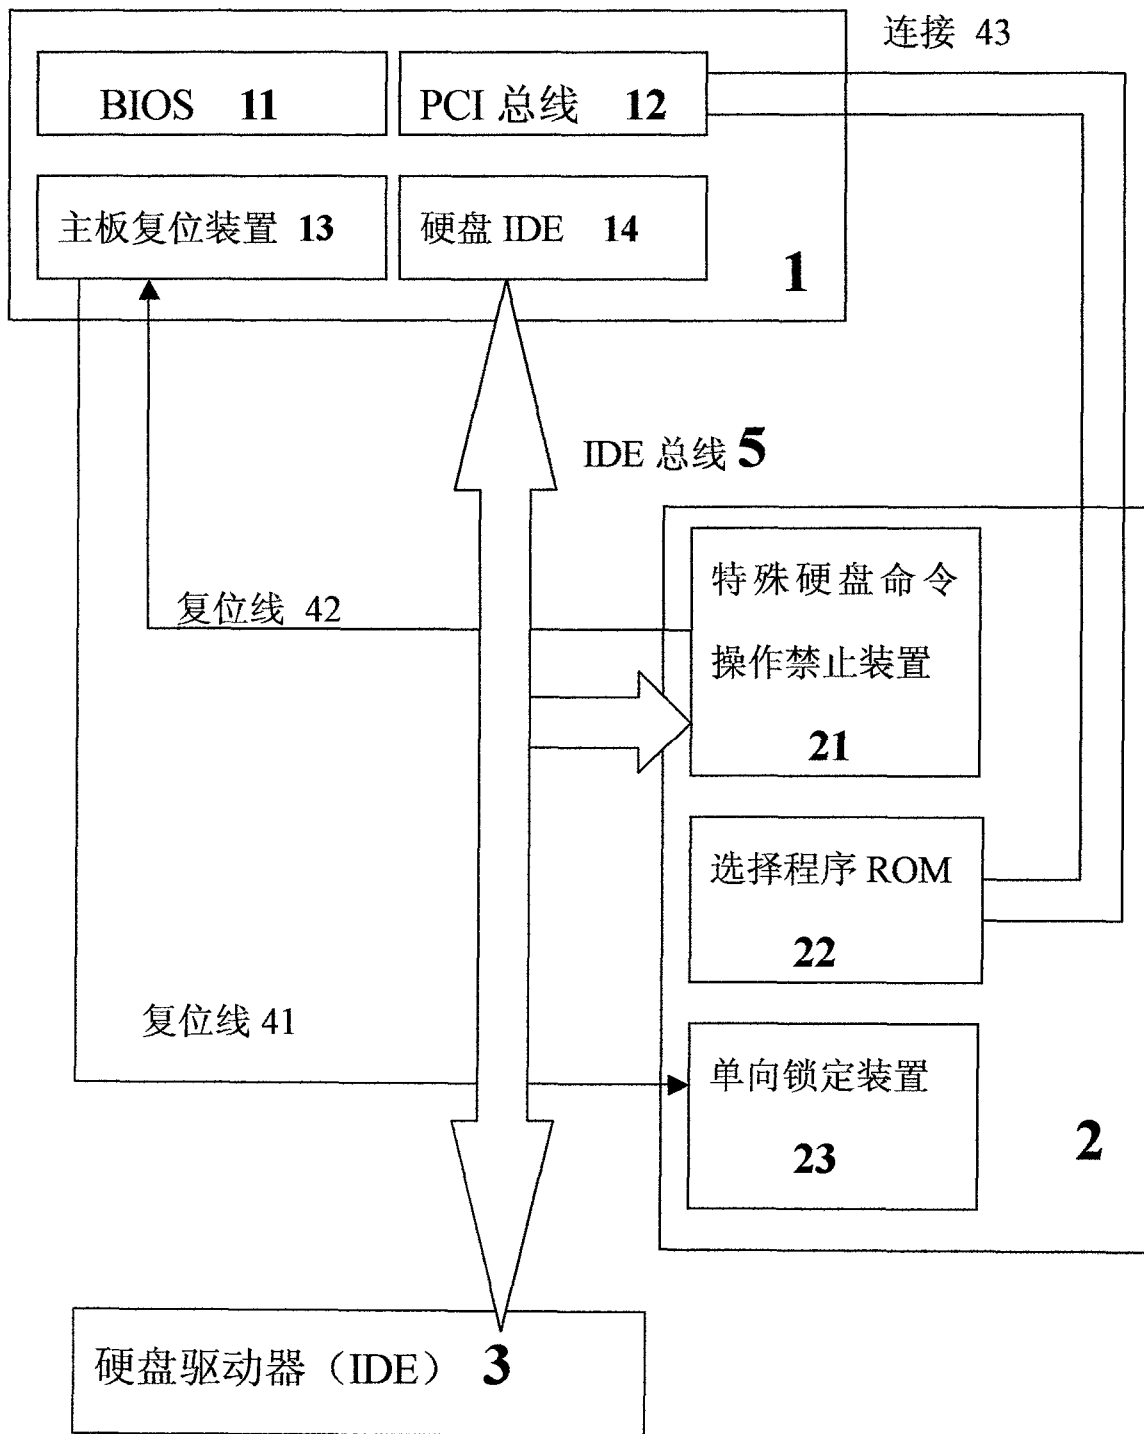 连接 43
BIOS 11
PCI 总线 12
主板复位装置 13
硬盘 IDE 14
1
IDE 总线 5
特殊硬盘命令
操作禁止装置
21
复位线 42
选择程序 ROM
22
复位线 41
单向锁定装置
23
2
硬盘驱动器（IDE） 3